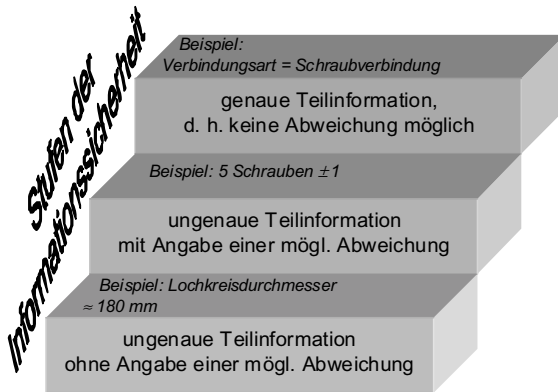 Stufen der
Informationssicherheit
Beispiel:
Verbindungsart = Schraubverbindung
genaue Teilinformation,
d. h. keine Abweichung möglich
Beispiel: 5 Schrauben ±1
ungenaue Teilinformation
mit Angabe einer mögl. Abweichung
Beispiel: Lochkreisdurchmesser
≈ 180 mm
ungenaue Teilinformation
ohne Angabe einer mögl. Abweichung